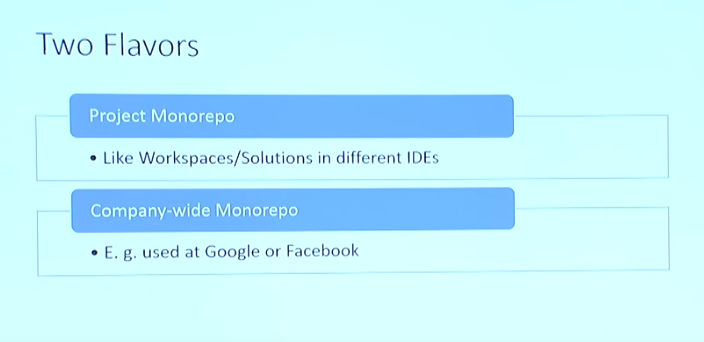 Two Flavors
Project Monorepo
• Like Workspaces/Solutions in different IDEs
Company-wide Monorepo
• E. g. used at Google or Facebook